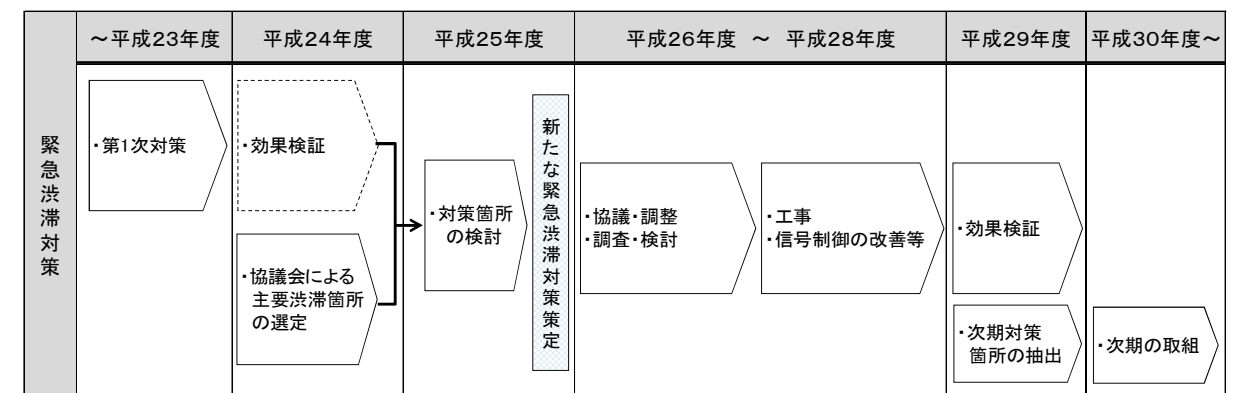 ～平成23年度
平成24年度
平成25年度
平成26年度 ～ 平成28年度
平成29年度
平成30年度～
緊急渋滞対策
・第1次対策
・効果検証
・協議会による
主要渋滞箇所
の選定
・対策箇所
の検討
新たな緊急渋滞対策策定
・協議・調整
・調査・検討
・工事
・信号制御の改善等
・効果検証
・次期対策
箇所の抽出
・次期の取組